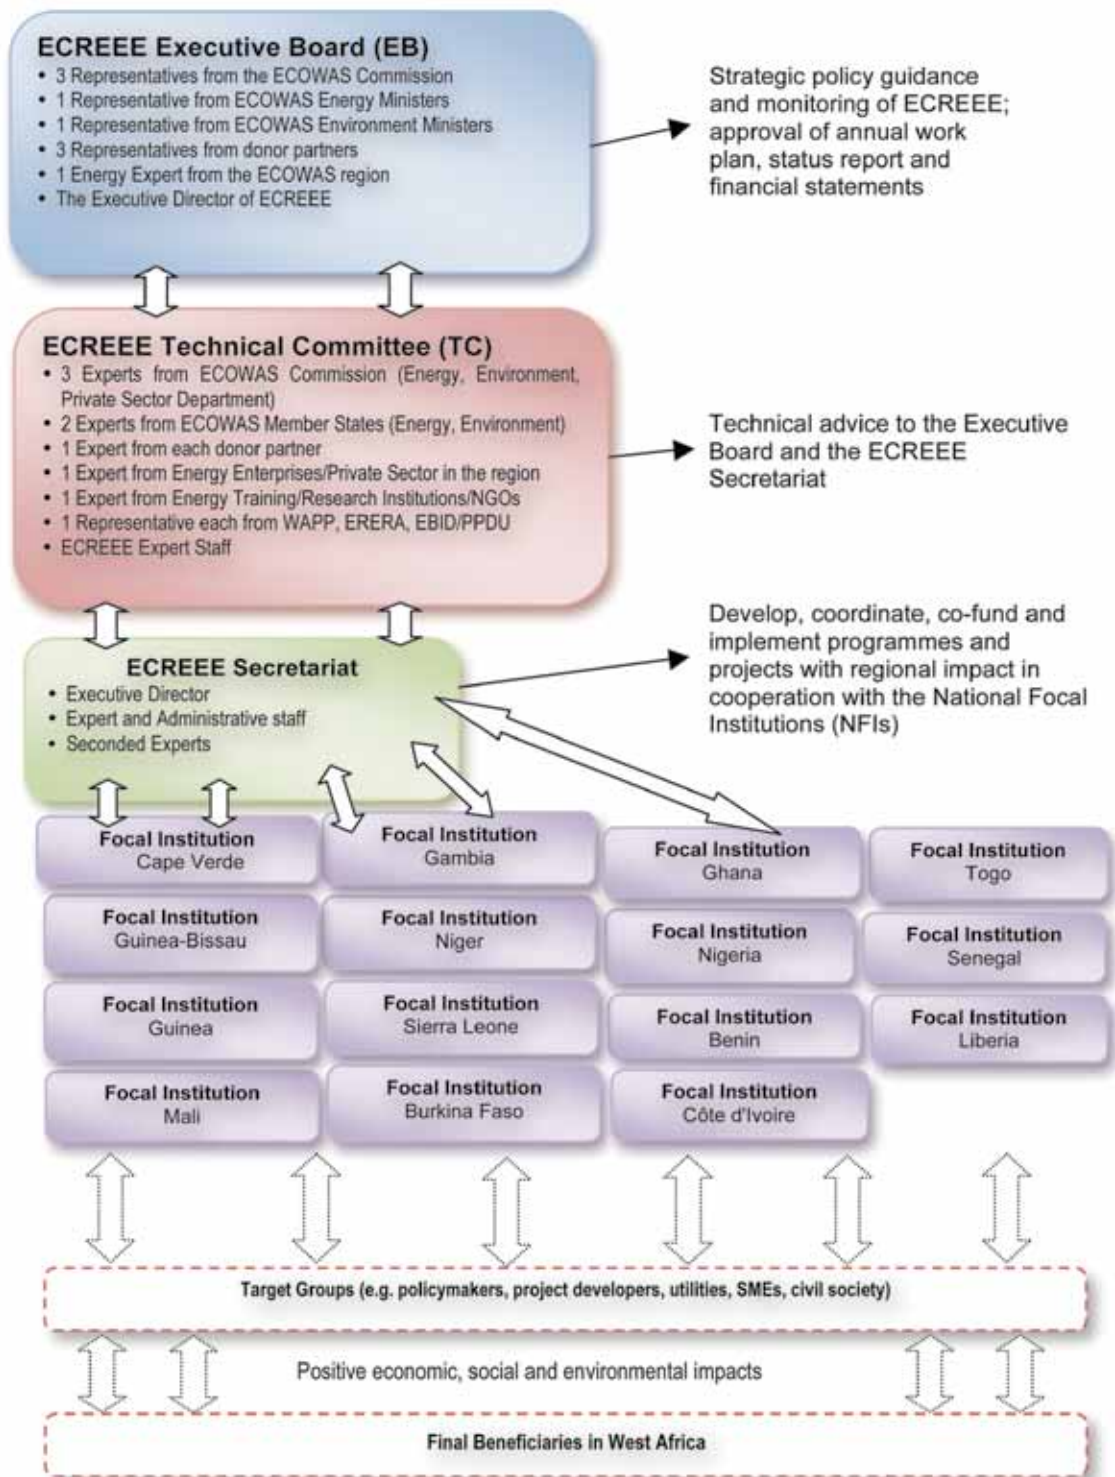 ECREEE Executive Board (EB)
• 3 Representatives from the ECOWAS Commission
• 1 Representative from ECOWAS Energy Ministers
• 1 Representative from ECOWAS Environment Ministers
• 3 Representatives from donor partners
• 1 Energy Expert from the ECOWAS region
• The Executive Director of ECREEE
Strategic policy guidance
and monitoring of ECREEE;
approval of annual work
plan, status report and
financial statements
ECREEE Technical Committee (TC)
• 3 Experts from ECOWAS Commission (Energy, Environment,
Private Sector Department)
• 2 Experts from ECOWAS Member States (Energy, Environment)
• 1 Expert from each donor partner
• 1 Expert from Energy Enterprises/Private Sector in the region
• 1 Expert from Energy Training/Research Institutions/NGOs
• 1 Representative each from WAPP, ERERA, EBID/PPDU
• ECREEE Expert Staff
Technical advice to the Executive
Board and the ECREEE
Secretariat
ECREEE Secretariat
• Executive Director
• Expert and Administrative staff
• Seconded Experts
Develop, coordinate, co-fund and
implement programmes and
projects with regional impact in
cooperation with the National Focal
Institutions (NFIs)
Focal Institution
Cape Verde
Focal Institution
Gambia
Focal Institution
Ghana
Focal Institution
Togo
Focal Institution
Guinea-Bissau
Focal Institution
Niger
Focal Institution
Nigeria
Focal Institution
Senegal
Focal Institution
Guinea
Focal Institution
Sierra Leone
Focal Institution
Benin
Focal Institution
Liberia
Focal Institution
Mali
Focal Institution
Burkina Faso
Focal Institution
Côte d'Ivoire
Target Groups (e.g. policymakers, project developers, utilities, SMEs, civil society)
Positive economic, social and environmental impacts
Final Beneficiaries in West Africa